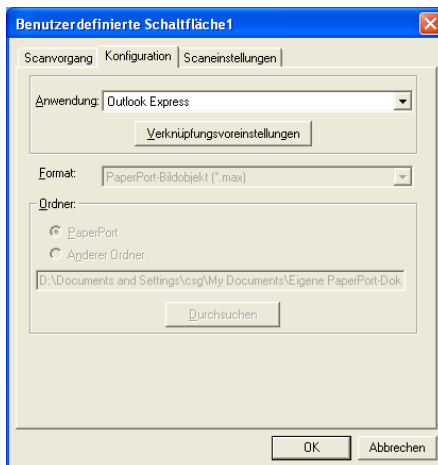 Benutzerdefinierte Schaltfläche1
Scanvorgang Konfiguration Scaneinstellungen
Anwendung: Outlook Express
Verknüpfungsvoreinstellungen
Format: PaperPort-Bildobjekt (*.max)
Ordner:
PaperPort
Anderer Ordner
D:\Documents and Settings\csg\My Documents\Eigene PaperPort-Dok
Durchsuchen
OK Abbrechen